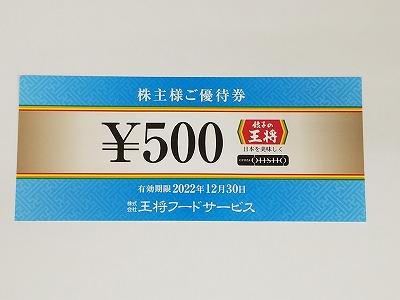 株主様ご優待券
¥500
餃子の
王将
日本を美味しく
GYOZA OHSHO
有効期限2022年12月30日
株式会社 王将フードサービス